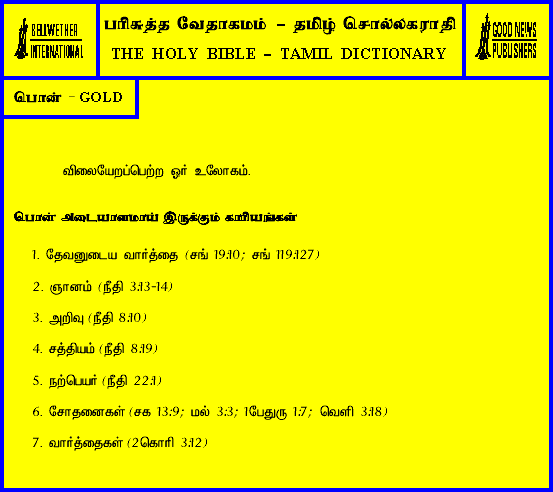 BELLWETHER
INTERNATIONAL
பரிசுத்த வேதாகமம் - தமிழ் சொல்லகராதி
THE HOLY BIBLE - TAMIL DICTIONARY
GOOD NEWS
PUBLISHERS
பொன் - GOLD
விலையேறப்பெற்ற ஓர் உலோகம்.
பொன் அடையாளமாய் இருக்கும் காரியங்கள்
1. தேவனுடைய வார்த்தை (சங் 19:10; சங் 119:127)
2. ஞானம் (நீதி 3:13-14)
3. அறிவு (நீதி 8:10)
4. சத்தியம் (நீதி 8:19)
5. நற்பெயர் (நீதி 22:1)
6. சோதனைகள் (சக 13:9; மல் 3:3; 1பேதுரு 1:7; வெளி 3:18)
7. வார்த்தைகள் (2கொரி 3:12)